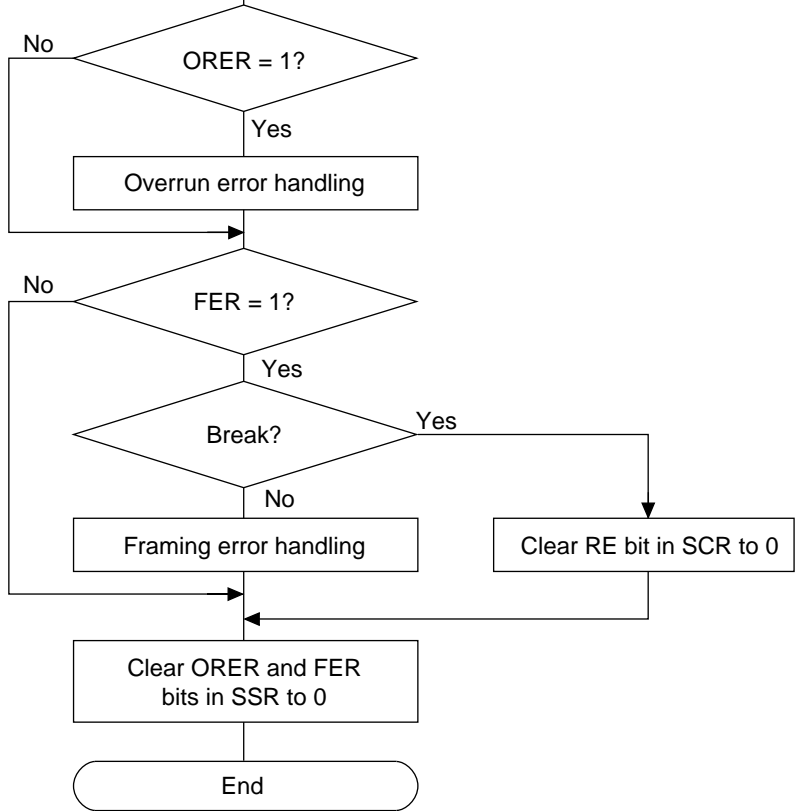 No
ORER = 1?
Yes
Overrun error handling
No
FER = 1?
Yes
Break?
Yes
No
Framing error handling
Clear RE bit in SCR to 0
Clear ORER and FER
bits in SSR to 0
End